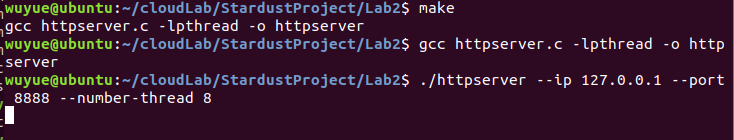 wuyue@ubuntu:~/cloudLab/StardustProject/Lab2$ make
gcc httpserver.c -lpthread -o httpserver
wuyue@ubuntu:~/cloudLab/StardustProject/Lab2$ gcc httpserver.c -lpthread -o http
server
wuyue@ubuntu:~/cloudLab/StardustProject/Lab2$ ./httpserver --ip 127.0.0.1 --port
 8888 --number-thread 8